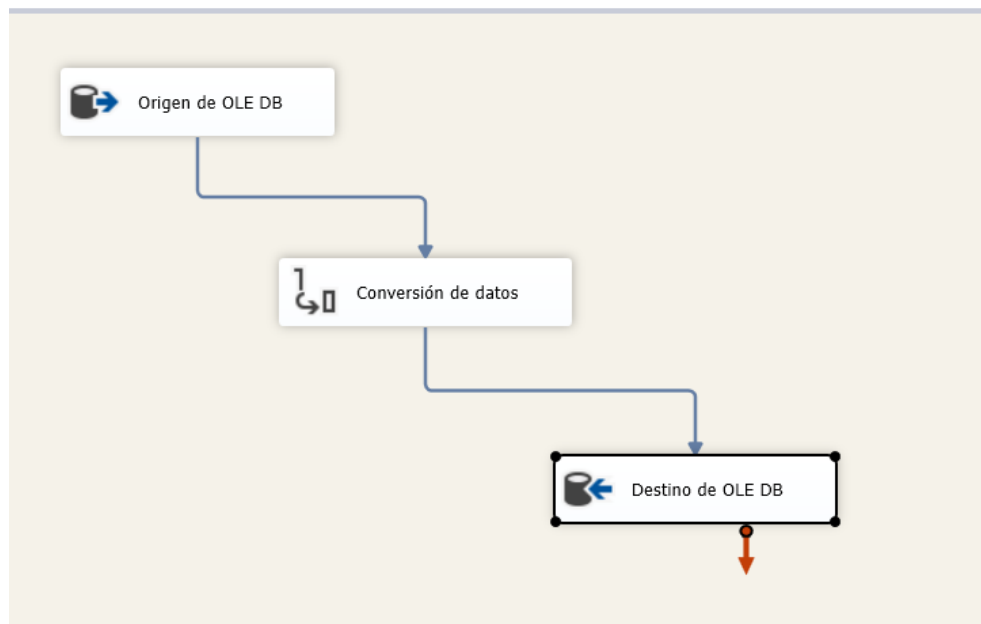 Origen de OLE DB
Conversión de datos
Destino de OLE DB